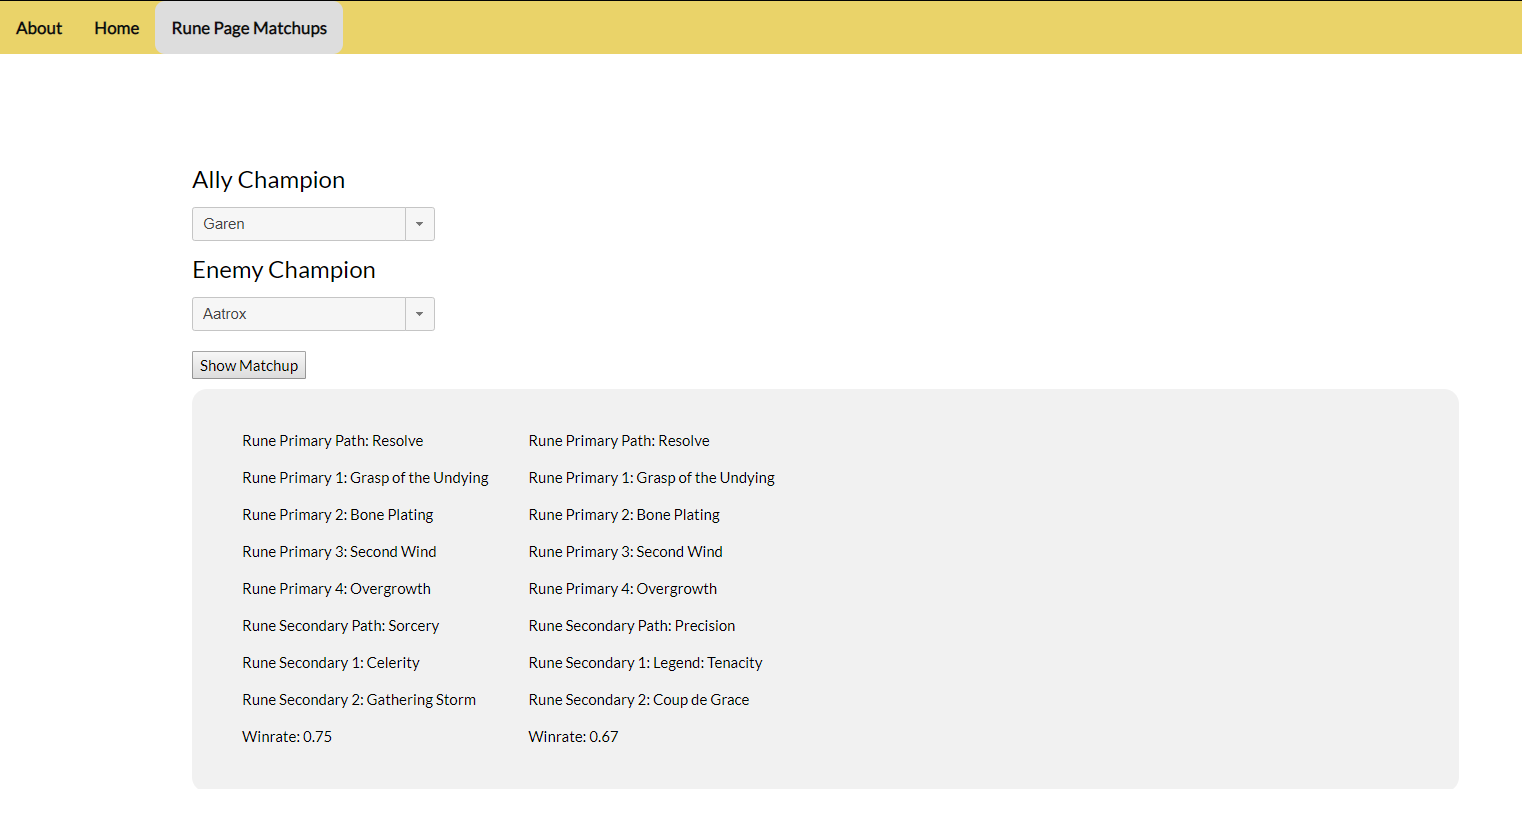 About Home Rune Page Matchups
Ally Champion
Garen
Enemy Champion
Aatrox
Show Matchup
Rune Primary Path: Resolve
Rune Primary 1: Grasp of the Undying
Rune Primary 2: Bone Plating
Rune Primary 3: Second Wind
Rune Primary 4: Overgrowth
Rune Secondary Path: Sorcery
Rune Secondary 1: Celerity
Rune Secondary 2: Gathering Storm
Winrate: 0.75
Rune Primary Path: Resolve
Rune Primary 1: Grasp of the Undying
Rune Primary 2: Bone Plating
Rune Primary 3: Second Wind
Rune Primary 4: Overgrowth
Rune Secondary Path: Precision
Rune Secondary 1: Legend: Tenacity
Rune Secondary 2: Coup de Grace
Winrate: 0.67